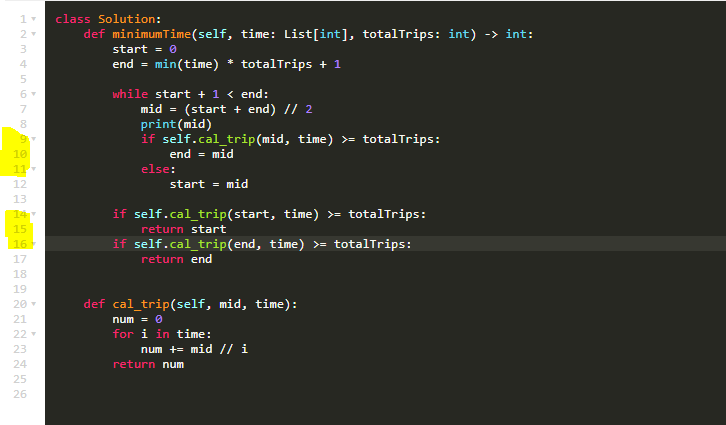 1 class Solution:
2     def minimumTime(self, time: List[int], totalTrips: int) -> int:
3         start = 0
4         end = min(time) * totalTrips + 1
5
6         while start + 1 < end:
7             mid = (start + end) // 2
8             print(mid)
9             if self.cal_trip(mid, time) >= totalTrips:
10                 end = mid
11             else:
12                 start = mid
13
14         if self.cal_trip(start, time) >= totalTrips:
15             return start
16         if self.cal_trip(end, time) >= totalTrips:
17             return end
18
19
20     def cal_trip(self, mid, time):
21         num = 0
22         for i in time:
23             num += mid // i
24         return num
25
26